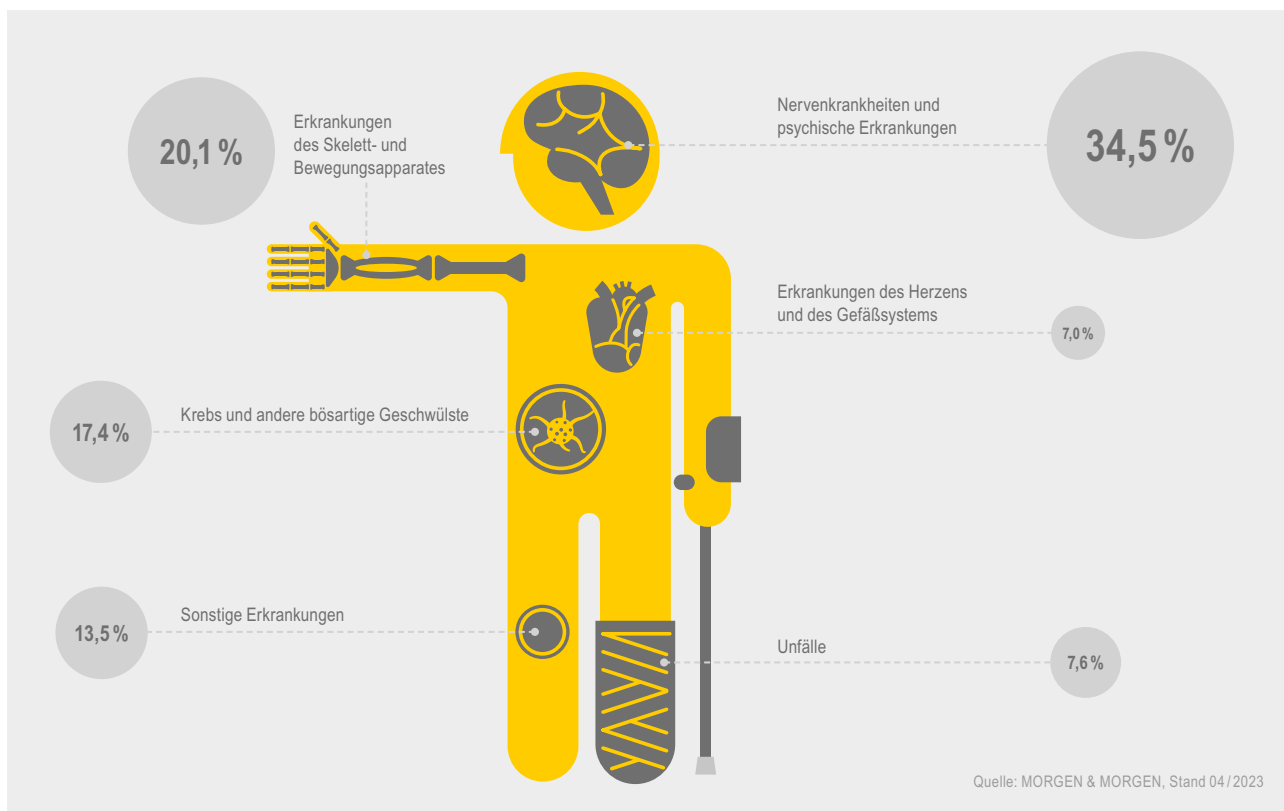 20,1 %
Erkrankungen
des Skelett- und
Bewegungsapparates
Nervenkrankheiten und
psychische Erkrankungen
34,5 %
Erkrankungen des Herzens
und des Gefäßsystems
7,0 %
Krebs und andere bösartige Geschwülste
17,4 %
Sonstige Erkrankungen
13,5 %
Unfälle
7,6 %
Quelle: MORGEN & MORGEN, Stand 04 / 2023